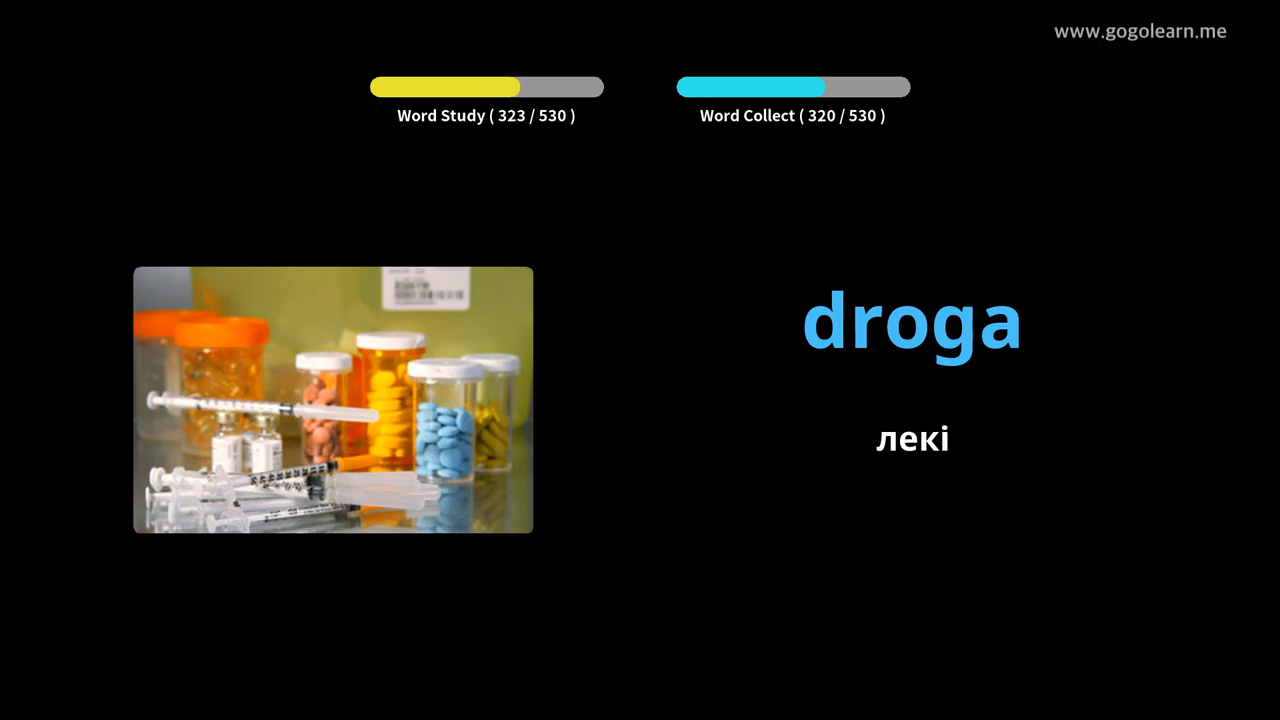 www.gogolearn.me
Word Study ( 323 / 530 )
Word Collect ( 320 / 530 )
droga
лекі